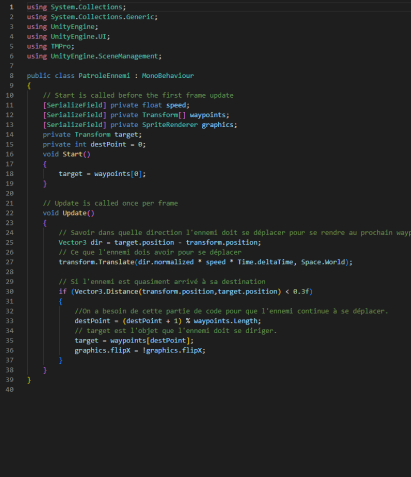 1 using System.Collections;
2 using System.Collections.Generic;
3 using UnityEngine;
4 using UnityEngine.UI;
5 using TMPro;
6 using UnityEngine.SceneManagement;
7
8 public class PatroleEnnemi : MonoBehaviour
9 {
10 // Start is called before the first frame update
11 [SerializeField] private float speed;
12 [SerializeField] private Transform[] waypoints;
13 [SerializeField] private SpriteRenderer graphics;
14 private Transform target;
15 private int destPoint = 0;
16 void Start()
17 {
18 target = waypoints[0];
19 }
20
21 // Update is called once per frame
22 void Update()
23 {
24 // Savoir dans quelle direction l'ennemi doit se déplacer pour se rendre au prochain wayp
25 Vector3 dir = target.position - transform.position;
26 // Ce que l'ennemi dois avoir pour se déplacer
27 transform.Translate(dir.normalized * speed * Time.deltaTime, Space.World);
28
29 // Si l'ennemi est quasiment arrivé à sa destination
30 if (Vector3.Distance(transform.position,target.position) < 0.3f)
31 {
32 //On a besoin de cette partie de code pour que l'ennemi continue à se déplacer.
33 destPoint = (destPoint + 1) % waypoints.Length;
34 // target est l'objet que l'ennemi doit se diriger.
35 target = waypoints[destPoint];
36 graphics.flipX = !graphics.flipX;
37 }
38 }
39 }
40